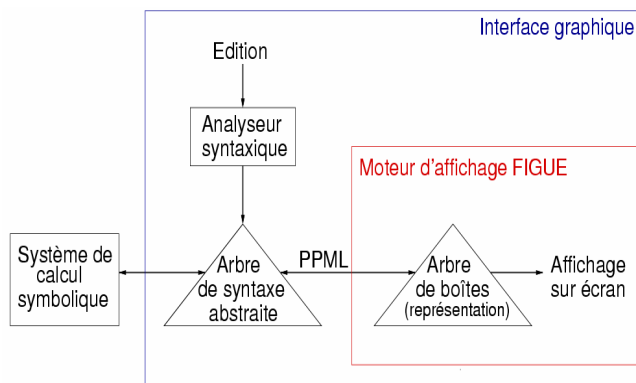 Interface graphique
Edition
Analyseur
syntaxique
Moteur d'affichage FIGUE
Système de
calcul
symbolique
Arbre
de syntaxe
abstraite
PPML
Arbre
de boîtes
(représentation)
Affichage
sur écran